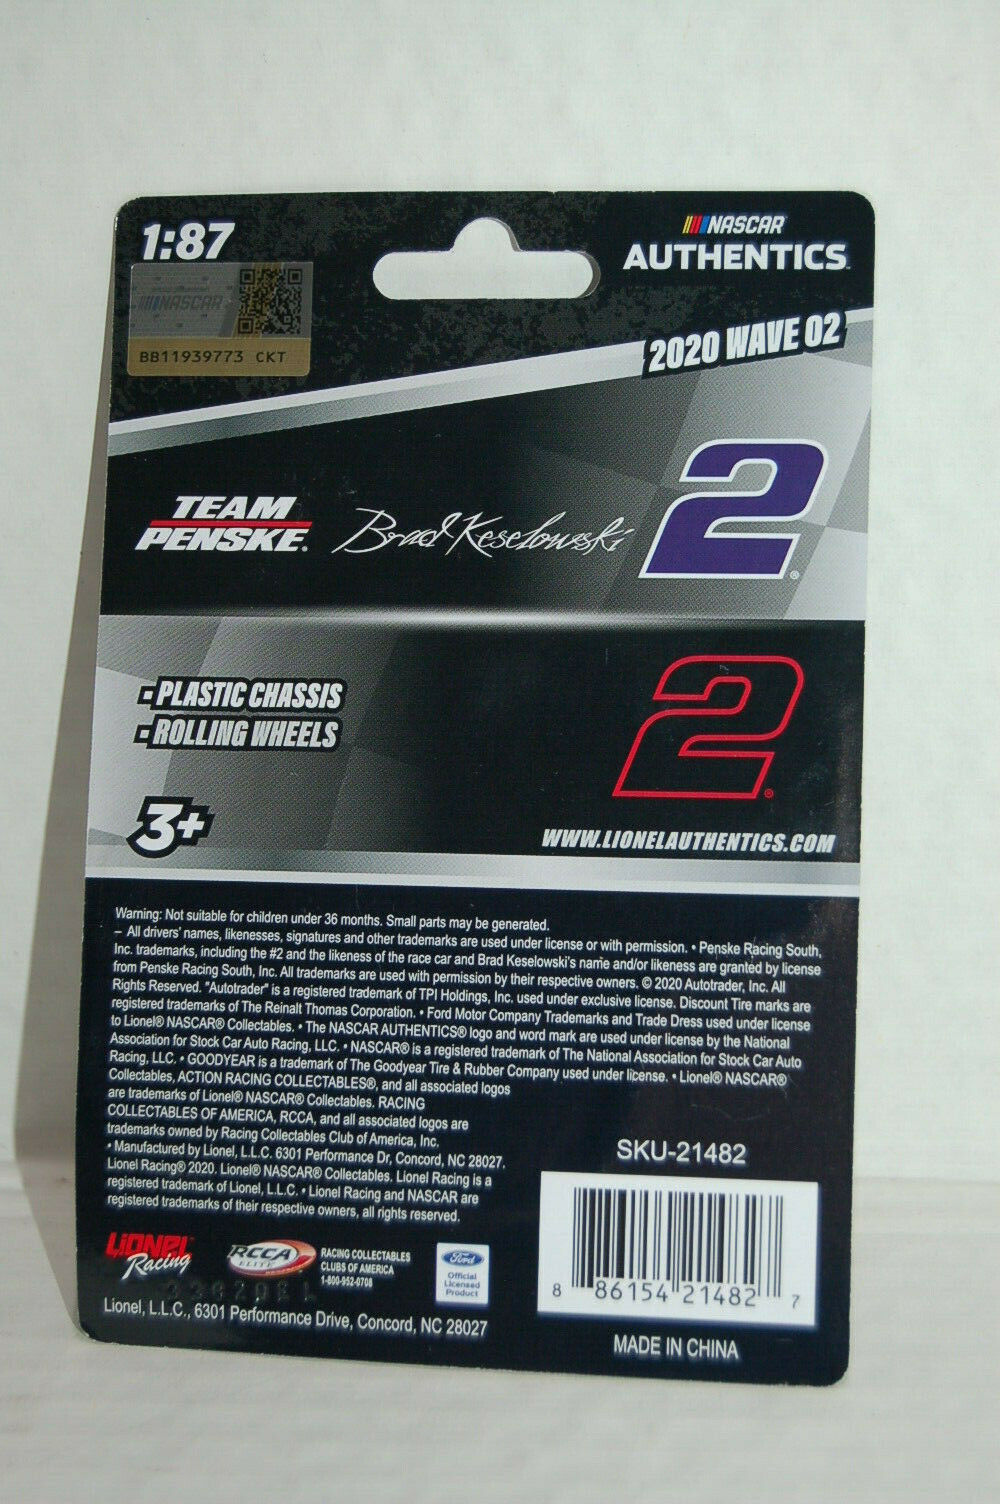 1:87
NASCAR
AUTHENTICS
NASCAR
BB11939773 CKT
2020 WAVE 02
TEAM
PENSKE
Brad Keselowski
2
PLASTIC CHASSIS
ROLLING WHEELS
2
3+
WWW.LIONELAUTHENTICS.COM
Warning: Not suitable for children under 36 months. Small parts may be generated.
– All drivers' names, likenesses, signatures and other trademarks are used under license or with permission. • Penske Racing South,
Inc. trademarks, including the #2 and the likeness of the race car and Brad Keselowski's name and/or likeness are granted by license
from Penske Racing South, Inc. All trademarks are used with permission by their respective owners. © 2020 Autotrader, Inc. All
Rights Reserved. "Autotrader" is a registered trademark of TPI Holdings, Inc. used under exclusive license. Discount Tire marks are
registered trademarks of The Reinalt Thomas Corporation. • Ford Motor Company Trademarks and Trade Dress used under license
to Lionel® NASCAR® Collectables. • The NASCAR AUTHENTICS® logo and word mark are used under license by the National
Association for Stock Car Auto Racing, LLC. • NASCAR® is a registered trademark of The National Association for Stock Car Auto
Racing, LLC. • GOODYEAR is a trademark of The Goodyear Tire & Rubber Company used under license. • Lionel® NASCAR®
Collectables, ACTION RACING COLLECTABLES®, and all associated logos
are trademarks of Lionel® NASCAR® Collectables. RACING
COLLECTABLES OF AMERICA, RCCA, and all associated logos are
trademarks owned by Racing Collectables Club of America, Inc.
• Manufactured by Lionel, L.L.C. 6301 Performance Dr, Concord, NC 28027.
Lionel Racing® 2020. Lionel® NASCAR® Collectables. Lionel Racing is a
registered trademark of Lionel, L.L.C. • Lionel Racing and NASCAR are
registered trademarks of their respective owners, all rights reserved.
SKU-21482
LIONEL
Racing
RCCA
ELITE
RACING COLLECTABLES
CLUBS OF AMERICA
1-800-952-0708
Ford
Official
Licensed
Product
8 86154 21482 7
Lionel, L.L.C., 6301 Performance Drive, Concord, NC 28027
MADE IN CHINA